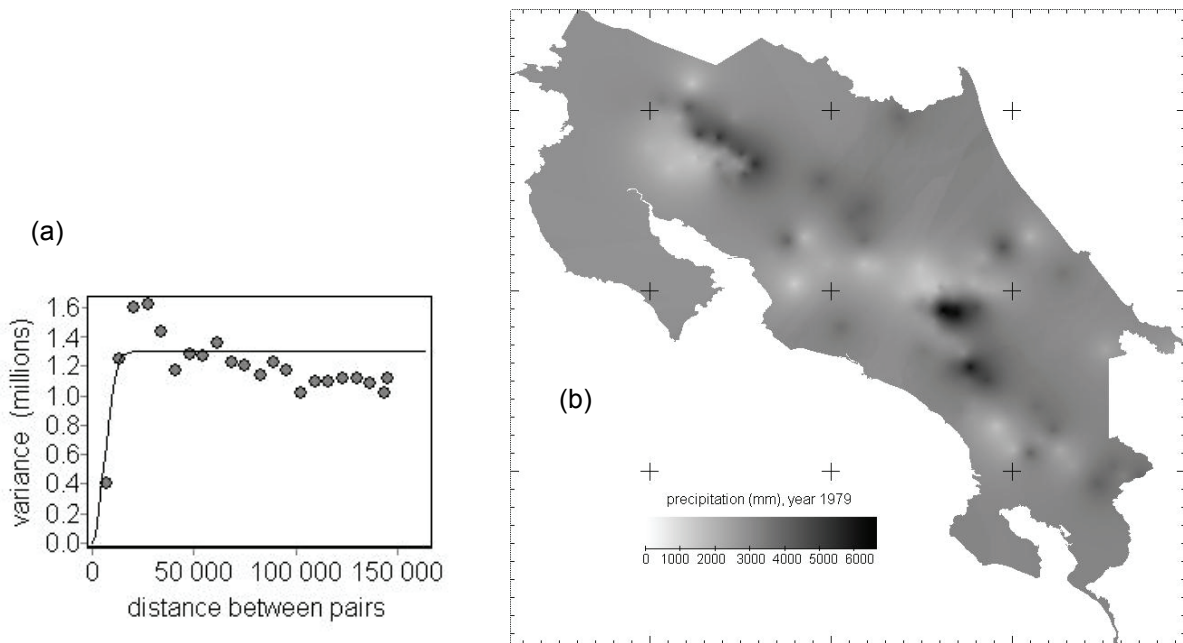 (a)
variance (millions)
1.6
1.4
1.2
1.0
0.8
0.6
0.4
0.2
0.0
0 50 000 100 000 150 000
distance between pairs
(b)
precipitation (mm), year 1979
0 1000 2000 3000 4000 5000 6000